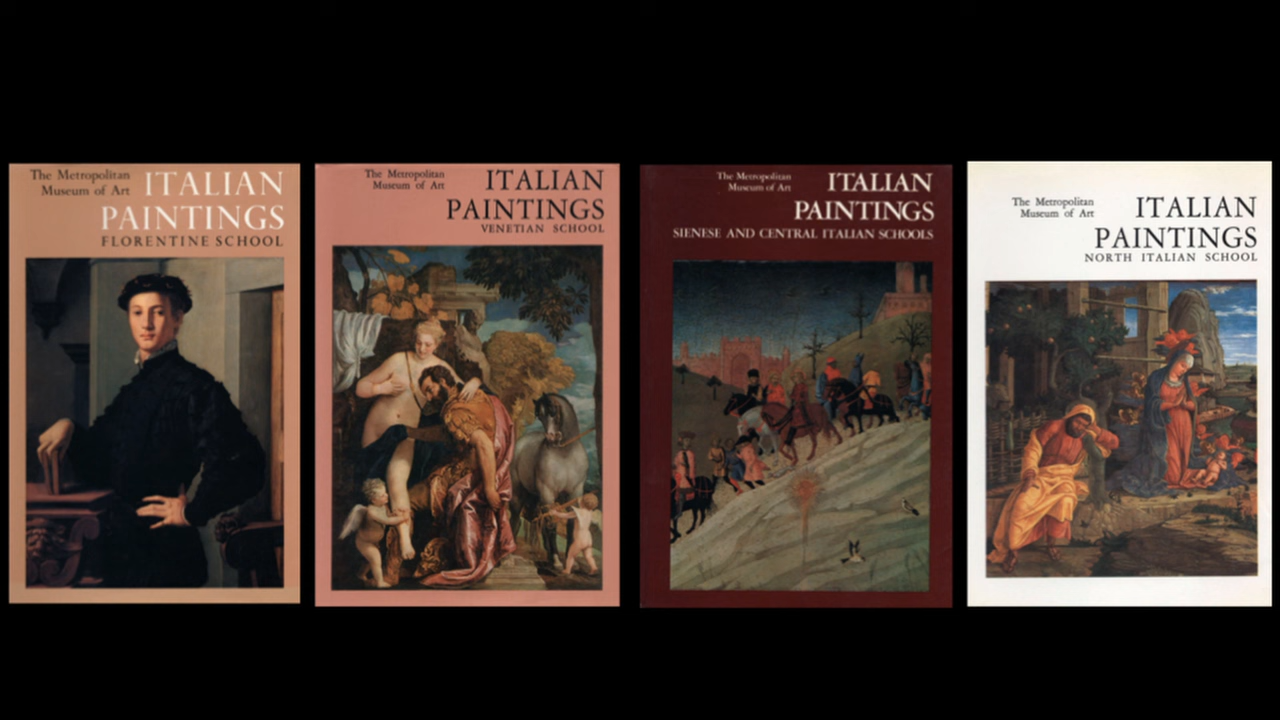 The Metropolitan
Museum of Art
ITALIAN
PAINTINGS
FLORENTINE SCHOOL
The Metropolitan
Museum of Art
ITALIAN
PAINTINGS
VENETIAN SCHOOL
The Metropolitan
Museum of Art
ITALIAN
PAINTINGS
SIENESE AND CENTRAL ITALIAN SCHOOLS
The Metropolitan
Museum of Art
ITALIAN
PAINTINGS
NORTH ITALIAN SCHOOL